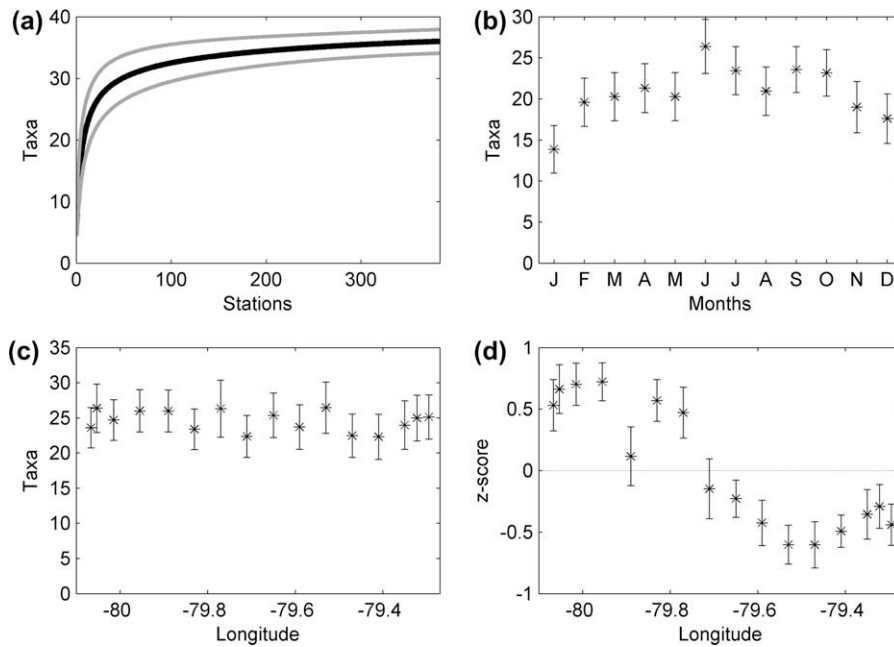 (a)
40
30
20
10
0
Taxa
0 100 200 300
Stations
(b)
30
25
20
15
10
5
0
Taxa
J F M A M J J A S O N D
Months
(c)
35
30
25
20
15
10
5
0
Taxa
-80 -79.8 -79.6 -79.4
Longitude
(d)
1
0.5
0
-0.5
-1
z-score
-80 -79.8 -79.6 -79.4
Longitude